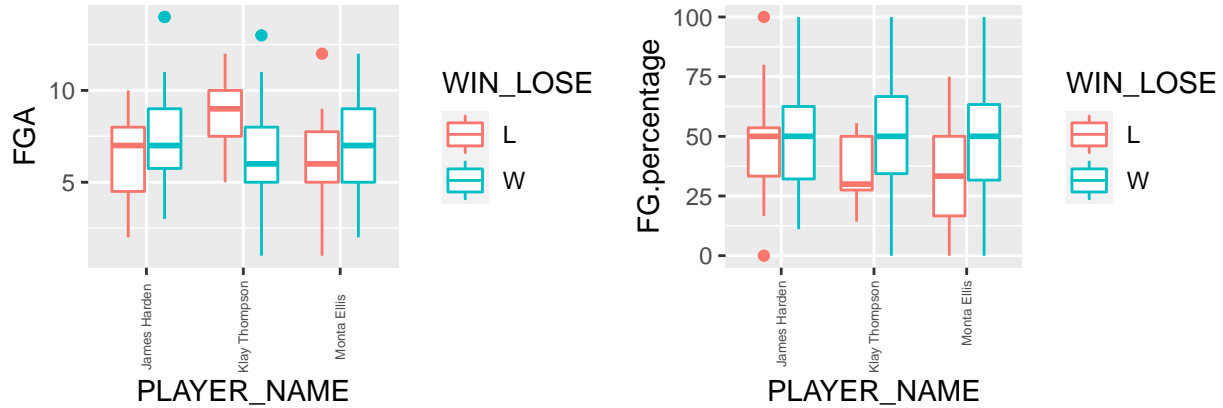 FGA
10
5
James Harden
Klay Thompson
Monta Ellis
PLAYER_NAME
WIN_LOSE
L
W
FG.percentage
100
75
50
25
0
James Harden
Klay Thompson
Monta Ellis
PLAYER_NAME
WIN_LOSE
L
W